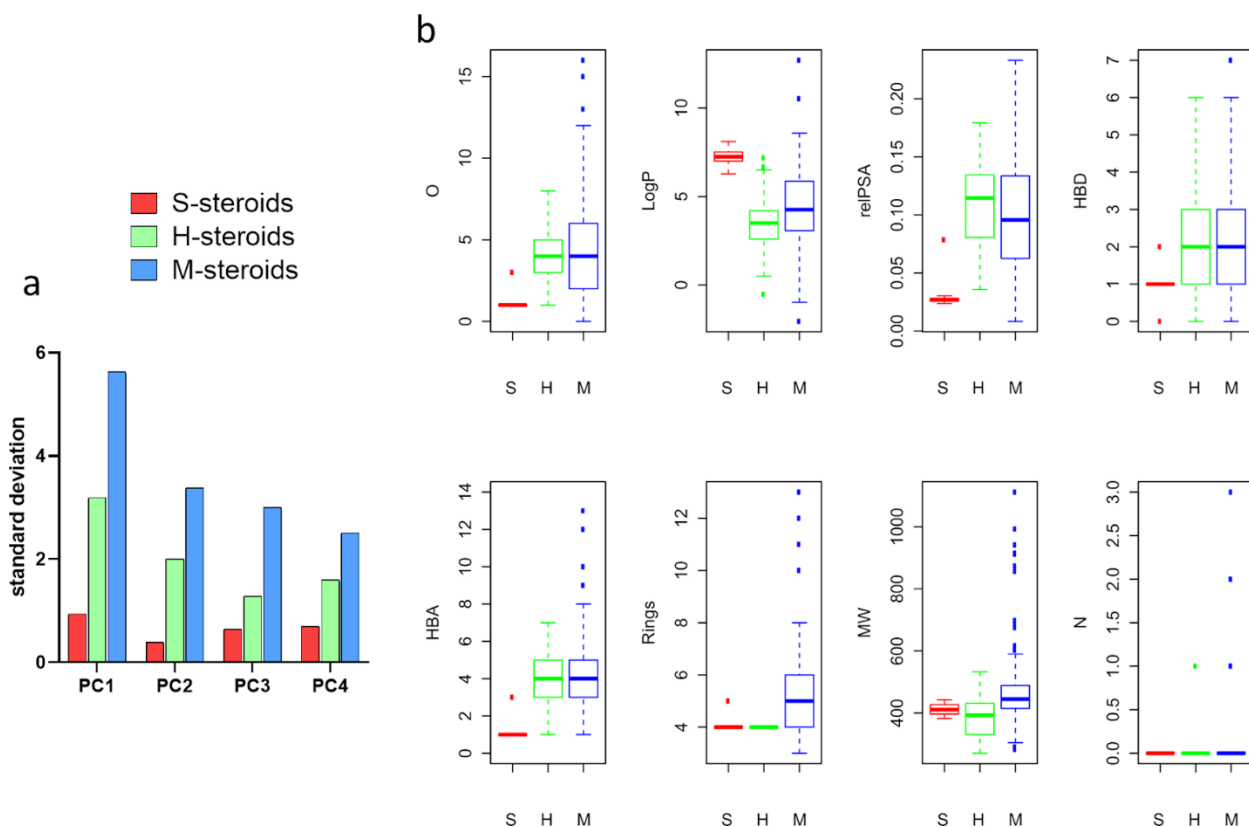 b
S-steroids
H-steroids
M-steroids
a
standard deviation
6
4
2
0
PC1 PC2 PC3 PC4
O
15
10
5
0
S H M
LogP
10
5
0
S H M
relPSA
0.20
0.15
0.10
0.05
0.00
S H M
HBD
7
6
5
4
3
2
1
0
S H M
HBA
14
12
10
8
6
4
2
0
S H M
Rings
12
10
8
6
4
S H M
MW
1000
800
600
400
S H M
N
3.0
2.5
2.0
1.5
1.0
0.5
0.0
S H M